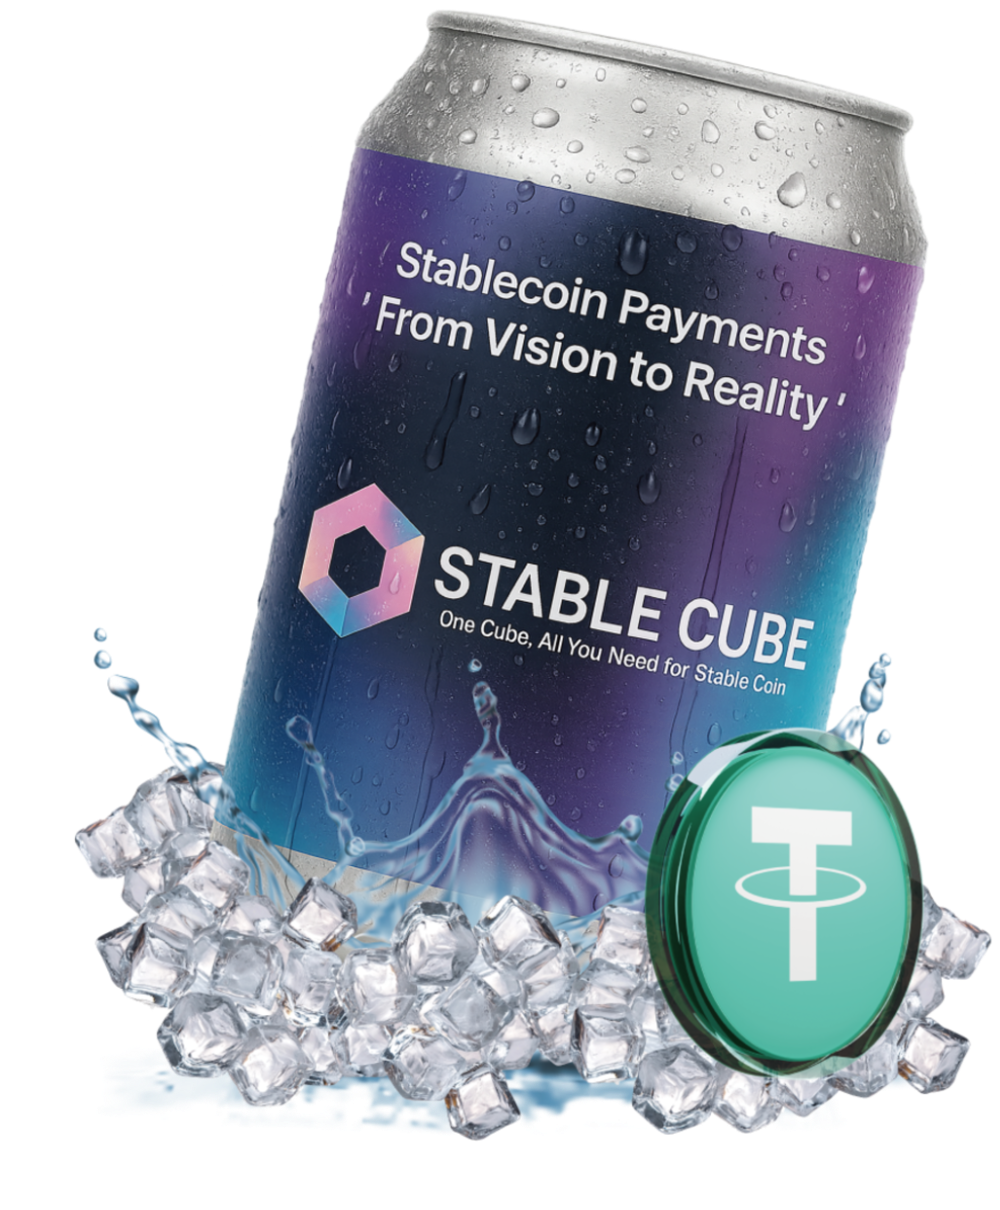 Stablecoin Payments
'From Vision to Reality'
STABLE CUBE
One Cube, All You Need for Stable Coin